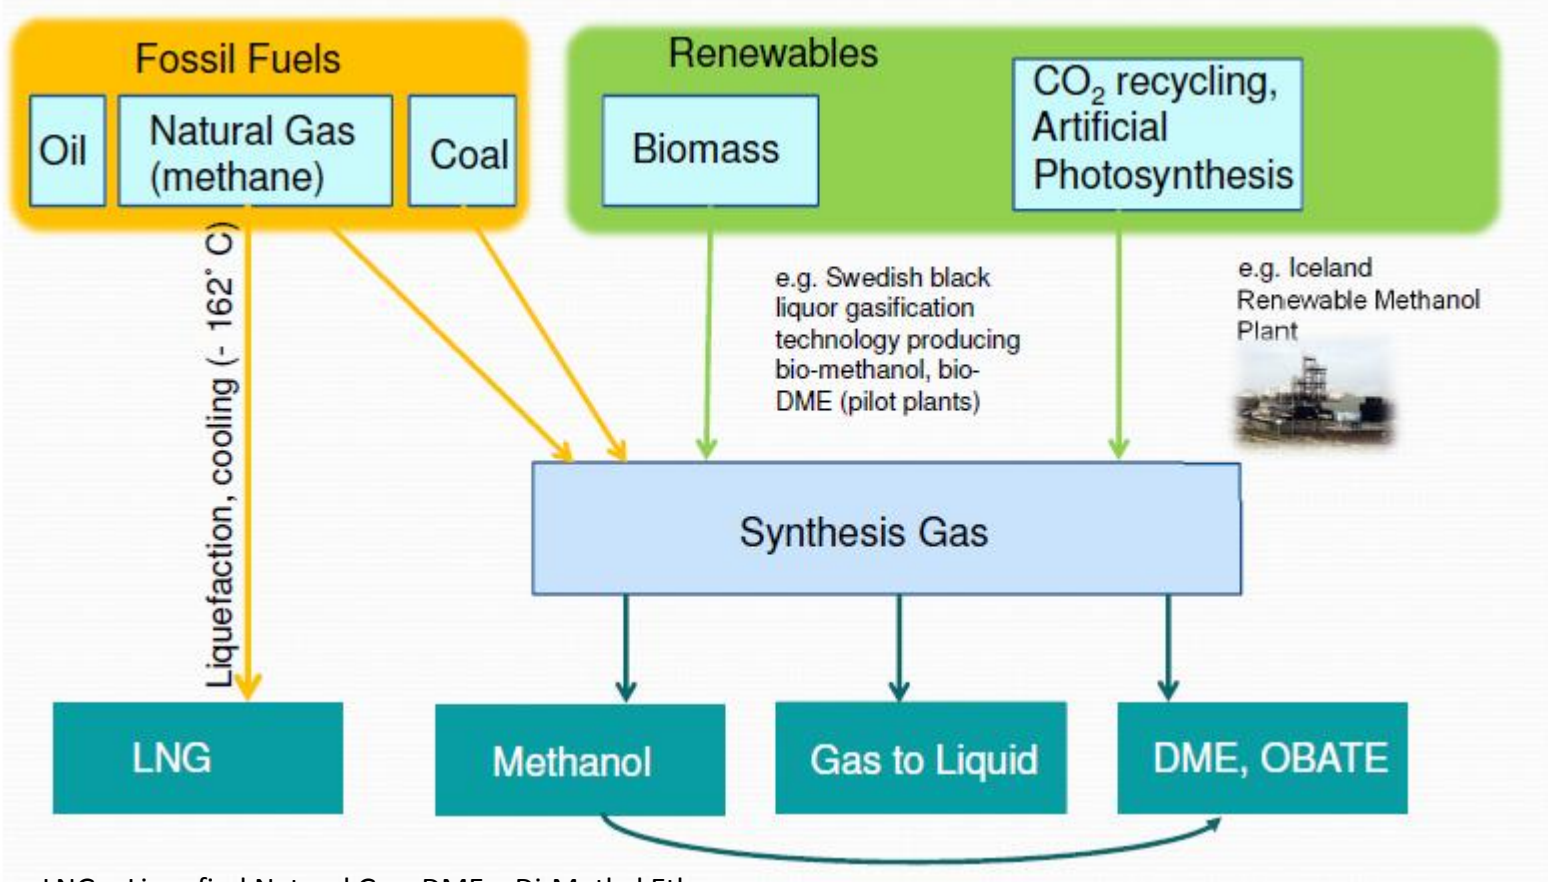 Fossil Fuels
Oil
Natural Gas
(methane)
Coal
Renewables
Biomass
CO₂ recycling,
Artificial
Photosynthesis
Liquefaction, cooling (- 162° C)
e.g. Swedish black
liquor gasification
technology producing
bio-methanol, bio-
DME (pilot plants)
e.g. Iceland
Renewable Methanol
Plant
Synthesis Gas
LNG
Methanol
Gas to Liquid
DME, OBATE